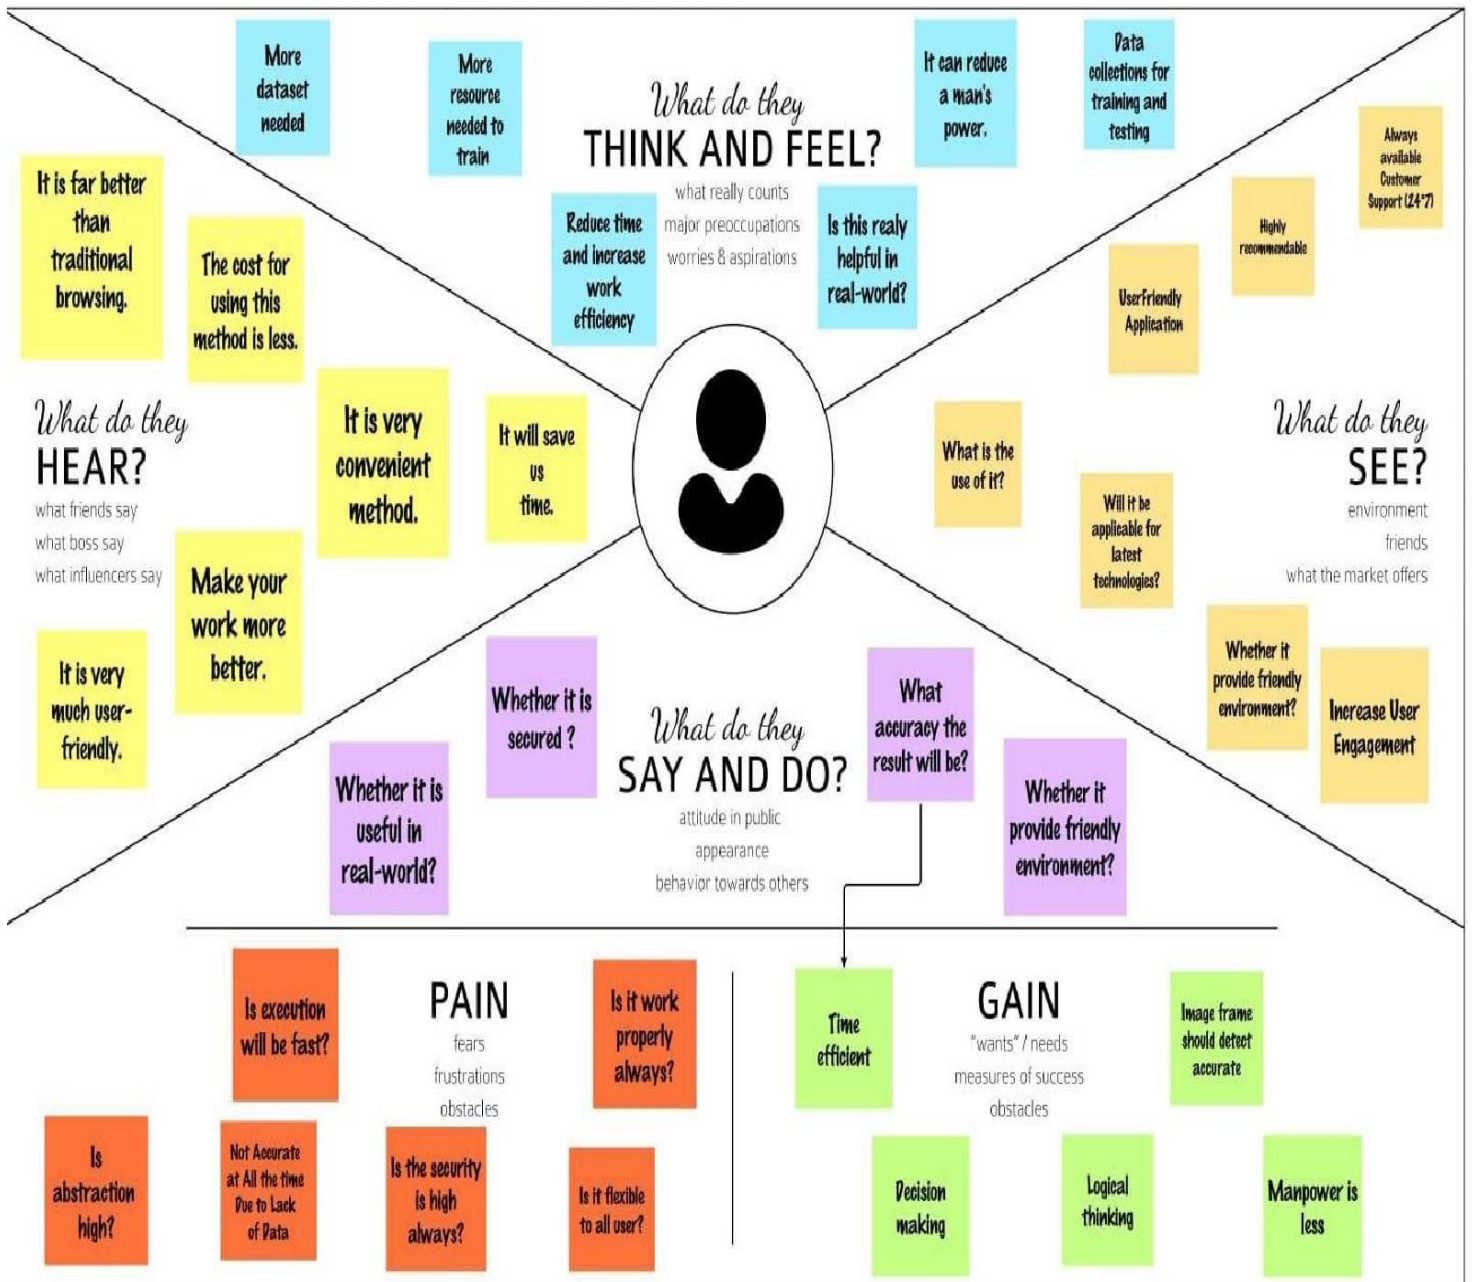 More
dataset
needed
More
resource
needed to
train
What do they
THINK AND FEEL?
what really counts
major preoccupations
worries & aspirations
It can reduce
a man's
power.
Data
collections for
training and
testing
Reduce time
and increase
work
efficiency
Is this realy
helpful in
real-world?
It is far better
than
traditional
browsing.
The cost for
using this
method is less.
What do they
HEAR?
what friends say
what boss say
what influencers say
It is very
convenient
method.
It will save
us
time.
Make your
work more
better.
It is very
much user-
friendly.
Always
available
Customer
Support (24*7)
Highly
recommendable
UserFriendly
Application
What do they
SEE?
environment
friends
what the market offers
What is the
use of it?
Will it be
applicable for
latest
technologies?
Whether it
provide friendly
environment?
Increase User
Engagement
Whether it is
useful in
real-world?
Whether it is
secured ?
What do they
SAY AND DO?
attitude in public
appearance
behavior towards others
What
accuracy the
result will be?
Whether it
provide friendly
environment?
Is execution
will be fast?
PAIN
fears
frustrations
obstacles
Is it work
properly
always?
Is
abstraction
high?
Not Accurate
at All the time
Due to Lack
of Data
Is the security
is high
always?
Is it flexible
to all user?
Time
efficient
GAIN
"wants" / needs
measures of success
obstacles
Image frame
should detect
accurate
Decision
making
Logical
thinking
Manpower is
less